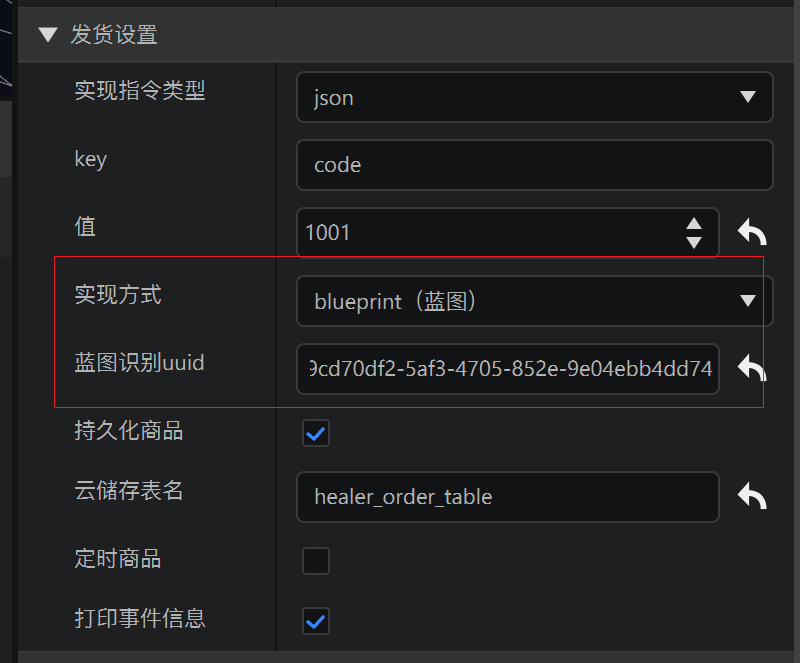 发货设置
实现指令类型 json
key code
值 1001
实现方式 blueprint（蓝图）
蓝图识别uuid 9cd70df2-5af3-4705-852e-9e04ebb4dd74
持久化商品
云储存表名 healer_order_table
定时商品
打印事件信息